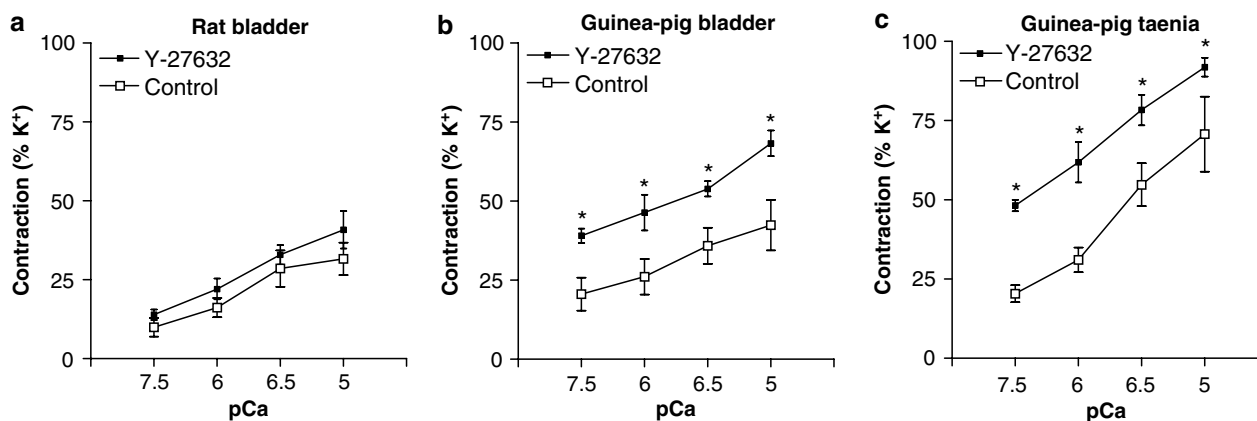 a
Rat bladder
100
75
50
25
0
Contraction (% K⁺)
Y-27632
Control
7.5 6 6.5 5
pCa
b
Guinea-pig bladder
100
75
50
25
0
Contraction (% K⁺)
Y-27632
Control
* * * *
7.5 6 6.5 5
pCa
c
Guinea-pig taenia
100
75
50
25
0
Contraction (% K⁺)
Y-27632
Control
* * * *
7.5 6 6.5 5
pCa